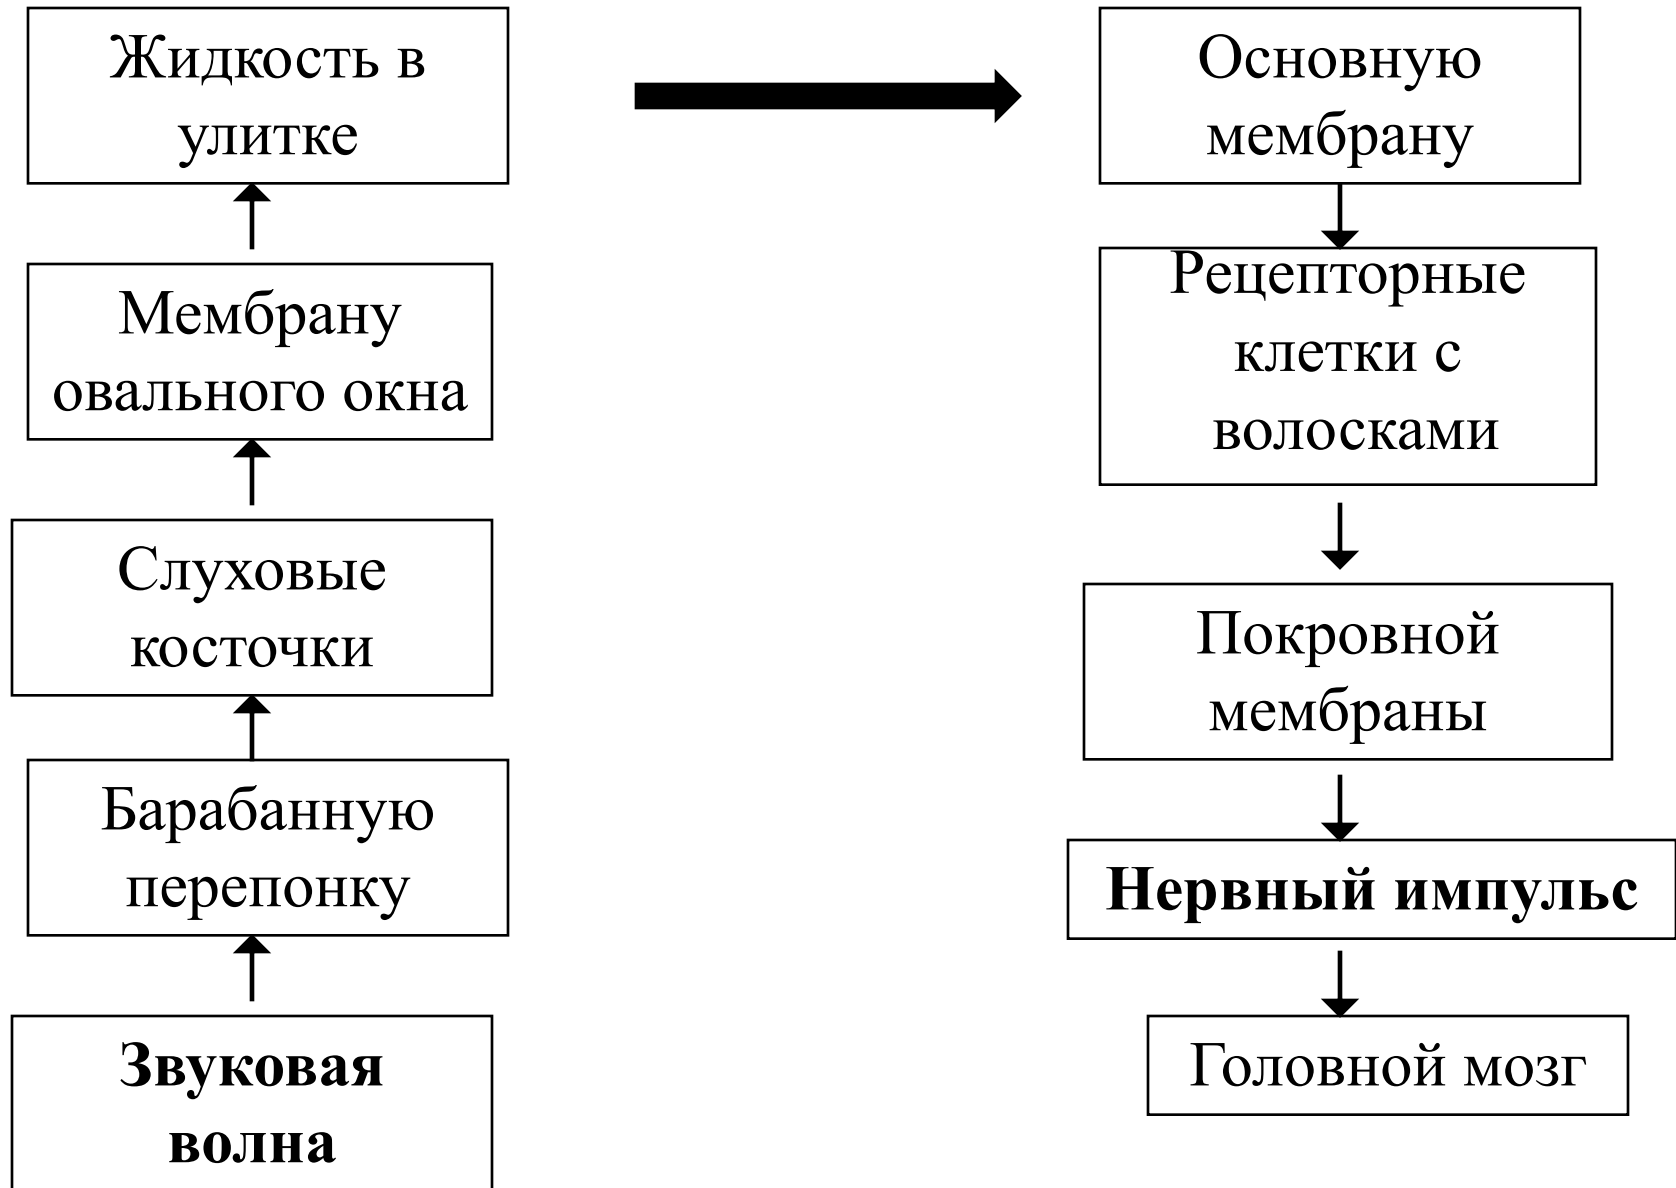 Жидкость в
улитке
Мембрану
овального окна
Слуховые
косточки
Барабанную
перепонку
Звуковая
волна
Основную
мембрану
Рецепторные
клетки с
волосками
Покровной
мембраны
Нервный импульс
Головной мозг